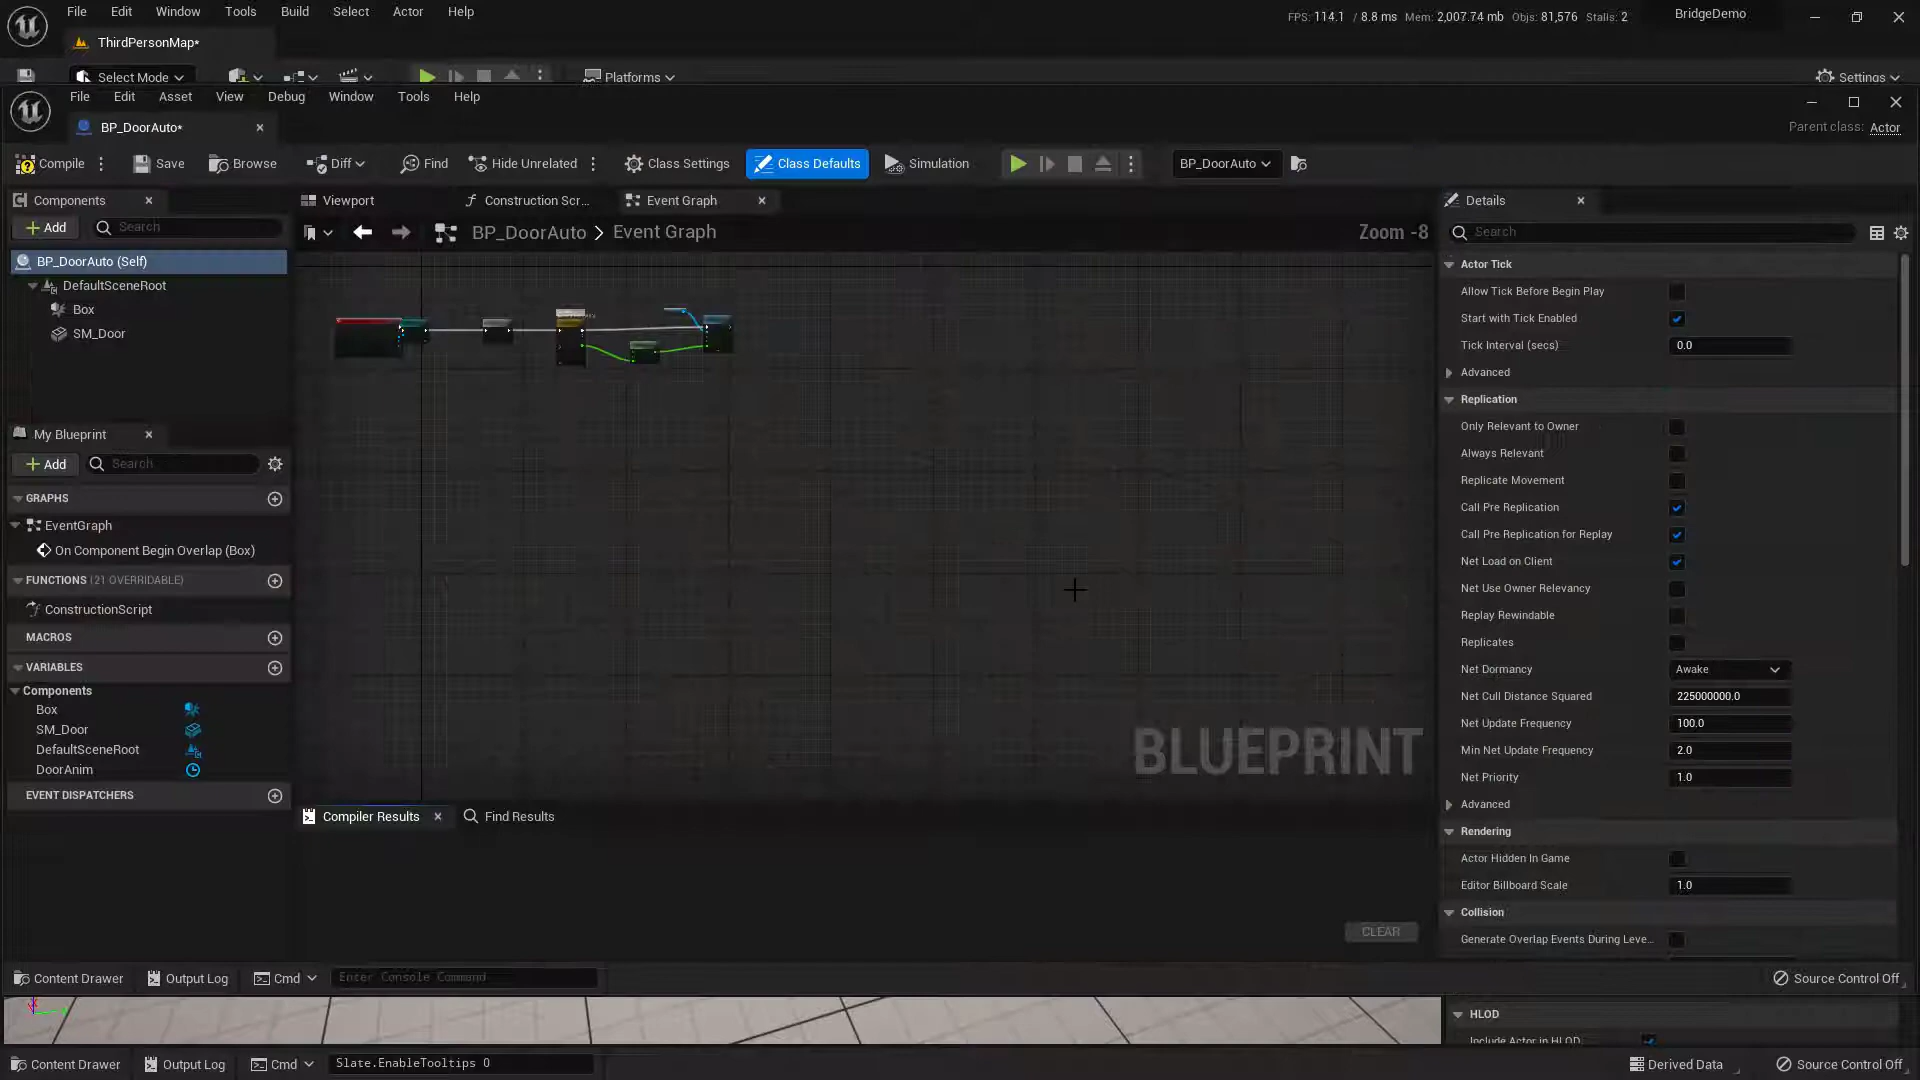 File Edit Window Tools Build Select Actor Help
FPS: 114.1 / 8.8 ms Mem: 2,007.74 mb Objs: 81,576 Stalls: 2
BridgeDemo
ThirdPersonMap*
Select Mode
Platforms
Settings
File Edit Asset View Debug Window Tools Help
BP_DoorAuto*
Parent class: Actor
Compile
Save
Browse
Diff
Find
Hide Unrelated
Class Settings
Class Defaults
Simulation
BP_DoorAuto
Components
Add
Search
BP_DoorAuto (Self)
DefaultSceneRoot
Box
SM_Door
My Blueprint
Add
Search
GRAPHS
EventGraph
On Component Begin Overlap (Box)
FUNCTIONS (21 OVERRIDABLE)
ConstructionScript
MACROS
VARIABLES
Components
Box
SM_Door
DefaultSceneRoot
DoorAnim
EVENT DISPATCHERS
Viewport
Construction Scr...
Event Graph
BP_DoorAuto > Event Graph
Zoom -8
BLUEPRINT
Compiler Results
Find Results
CLEAR
Details
Search
Actor Tick
Allow Tick Before Begin Play
Start with Tick Enabled
Tick Interval (secs) 0.0
Advanced
Replication
Only Relevant to Owner
Always Relevant
Replicate Movement
Call Pre Replication
Call Pre Replication for Replay
Net Load on Client
Net Use Owner Relevancy
Replay Rewindable
Replicates
Net Dormancy Awake
Net Cull Distance Squared 225000000.0
Net Update Frequency 100.0
Min Net Update Frequency 2.0
Net Priority 1.0
Advanced
Rendering
Actor Hidden In Game
Editor Billboard Scale 1.0
Collision
Generate Overlap Events During Leve...
Content Drawer
Output Log
Cmd
Enter Console Command
Source Control Off
HLOD
Include Actor in HLOD
Content Drawer
Output Log
Cmd
Slate.EnableTooltips 0
Derived Data
Source Control Off